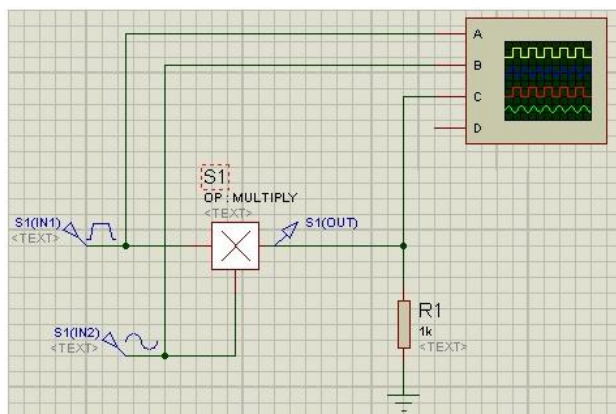 A
B
C
D
S1
OP : MULTIPLY
<TEXT>
S1(IN1)
<TEXT>
S1(OUT)
R1
1k
<TEXT>
S1(IN2)
<TEXT>